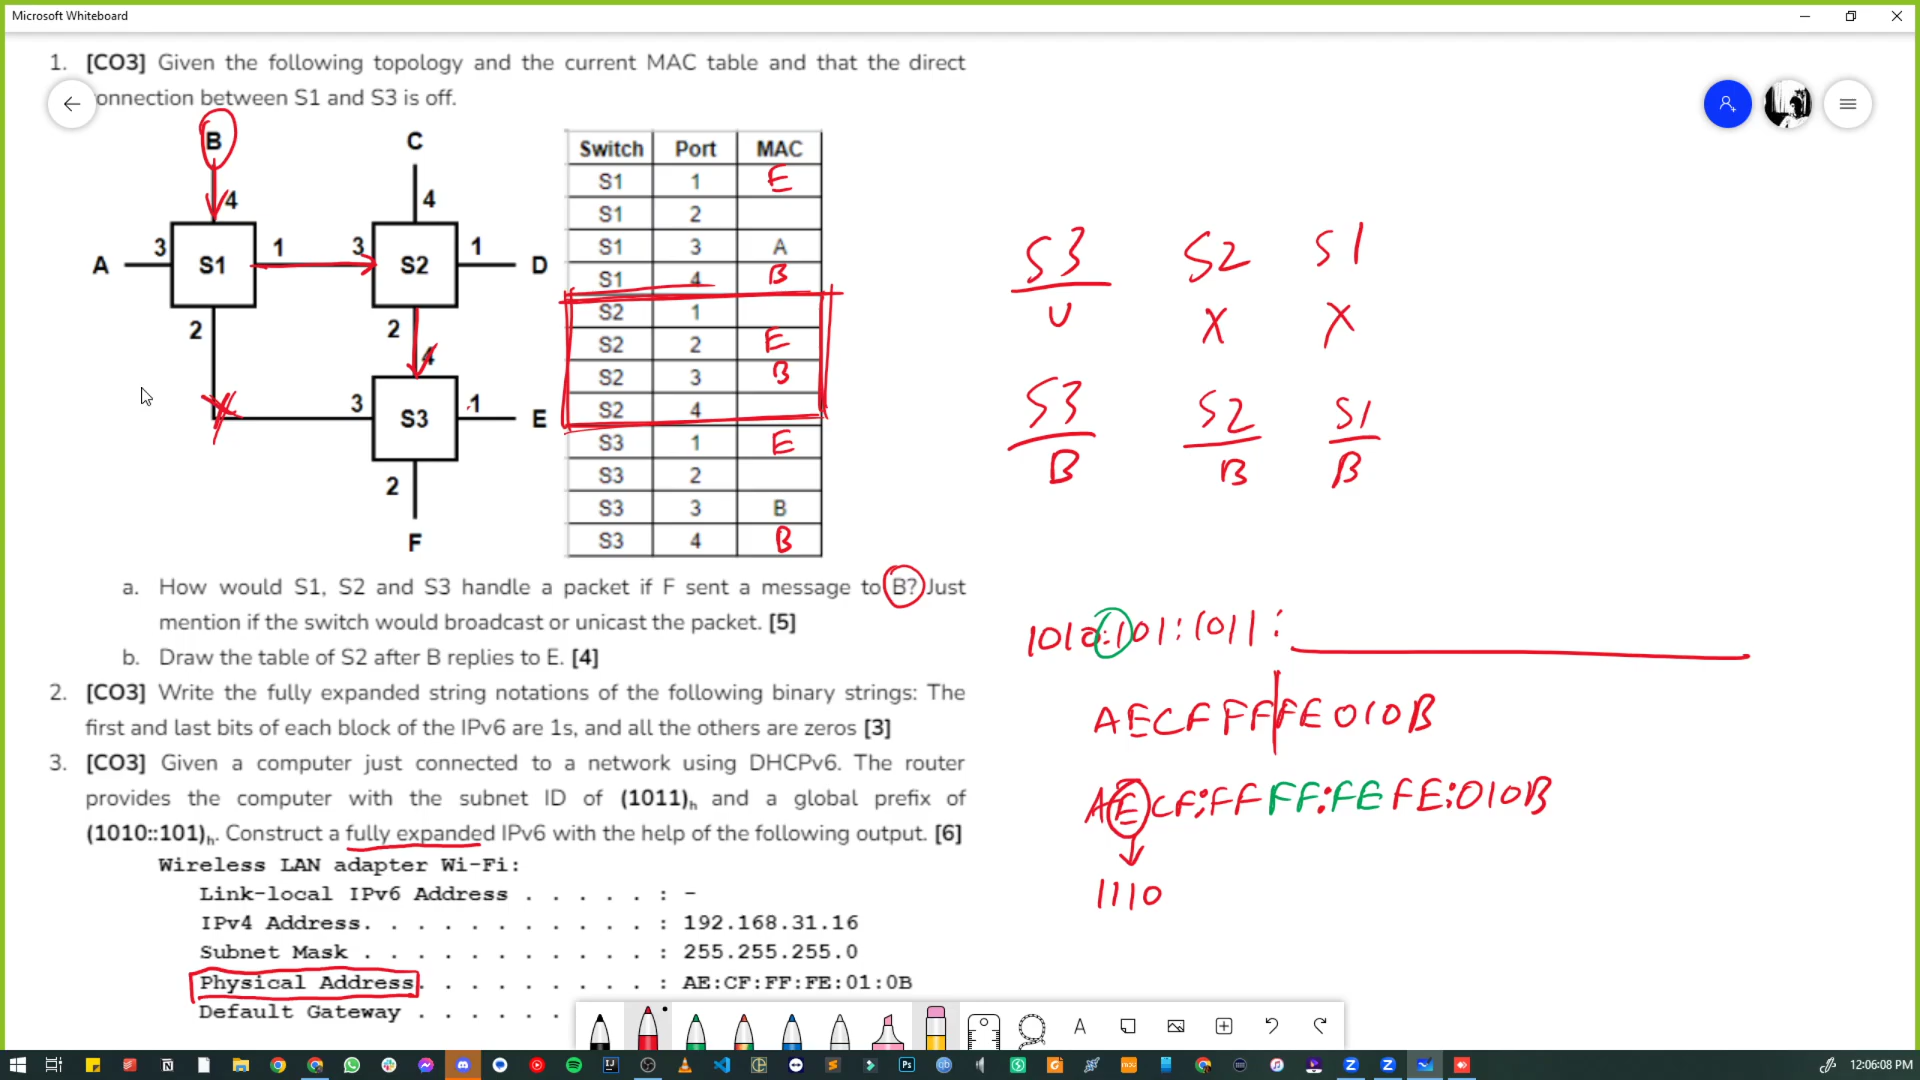 Microsoft Whiteboard
1. [CO3] Given the following topology and the current MAC table and that the direct
onnection between S1 and S3 is off.
B
C
4
4
3
1
3
1
A
S1
S2
D
2
2
4
3
1
S3
E
2
F
Switch Port MAC
S1 1 E
S1 2
S1 3 A
S1 4 B
S2 1
S2 2 E
S2 3 B
S2 4
S3 1 E
S3 2
S3 3 B
S3 4 B
S3 S2 S1
U X X
S3 S2 S1
B B B
a. How would S1, S2 and S3 handle a packet if F sent a message to B? Just
mention if the switch would broadcast or unicast the packet. [5]
b. Draw the table of S2 after B replies to E. [4]
2. [CO3] Write the fully expanded string notations of the following binary strings: The
first and last bits of each block of the IPv6 are 1s, and all the others are zeros [3]
3. [CO3] Given a computer just connected to a network using DHCPv6. The router
provides the computer with the subnet ID of (1011)h and a global prefix of
(1010::101)h. Construct a fully expanded IPv6 with the help of the following output. [6]
Wireless LAN adapter Wi-Fi:
Link-local IPv6 Address . . . . . : -
IPv4 Address. . . . . . . . . . . : 192.168.31.16
Subnet Mask . . . . . . . . . . . : 255.255.255.0
Physical Address. . . . . . . . . : AE:CF:FF:FE:01:0B
Default Gateway . . . . . .
1010:101:1011:
AECFFFFE010B
AECF:FFFF:FEFE:010B
1110
A
12:06:08 PM